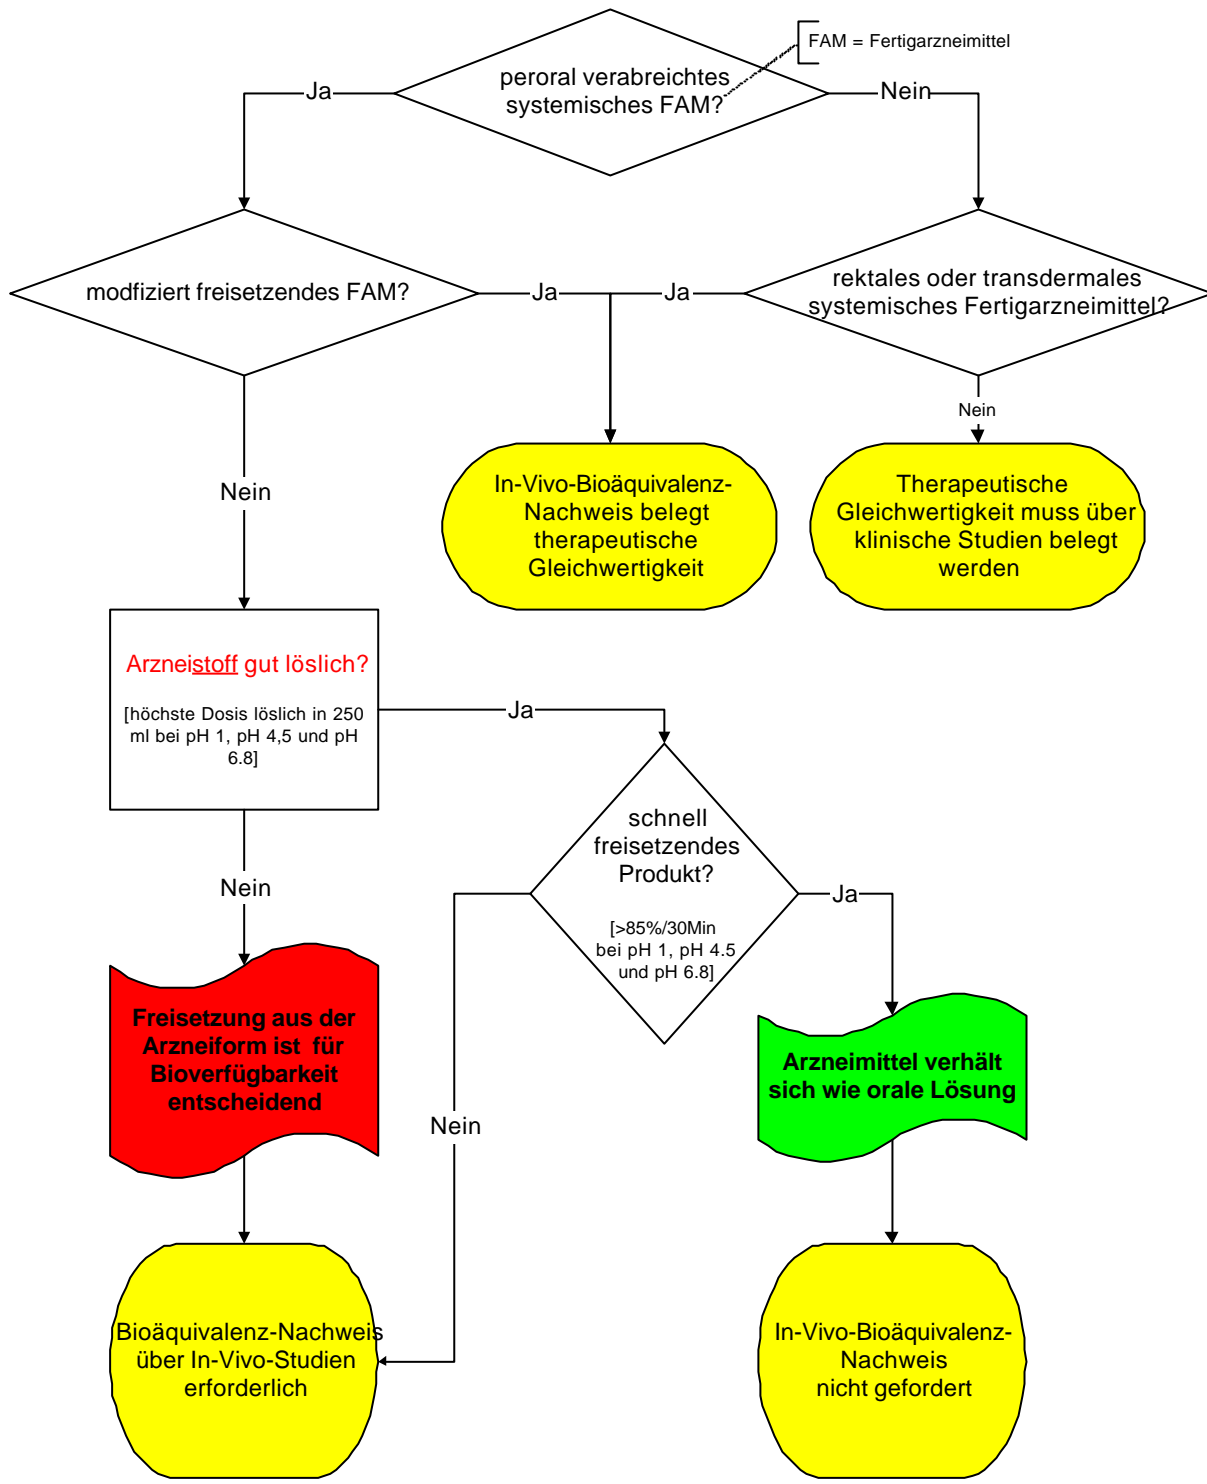 FAM = Fertigarzneimittel
peroral verabreichtes
systemisches FAM?
Ja
Nein
modfiziert freisetzendes FAM?
Ja
Ja
rektales oder transdermales
systemisches Fertigarzneimittel?
Nein
Nein
In-Vivo-Bioäquivalenz-
Nachweis belegt
therapeutische
Gleichwertigkeit
Therapeutische
Gleichwertigkeit muss über
klinische Studien belegt
werden
Arzneistoff gut löslich?
[höchste Dosis löslich in 250
ml bei pH 1, pH 4,5 und pH
6.8]
Ja
schnell
freisetzendes
Produkt?
[>85%/30Min
bei pH 1, pH 4.5
und pH 6.8]
Nein
Ja
Freisetzung aus der
Arzneiform ist für
Bioverfügbarkeit
entscheidend
Arzneimittel verhält
sich wie orale Lösung
Nein
Bioäquivalenz-Nachweis
über In-Vivo-Studien
erforderlich
In-Vivo-Bioäquivalenz-
Nachweis
nicht gefordert